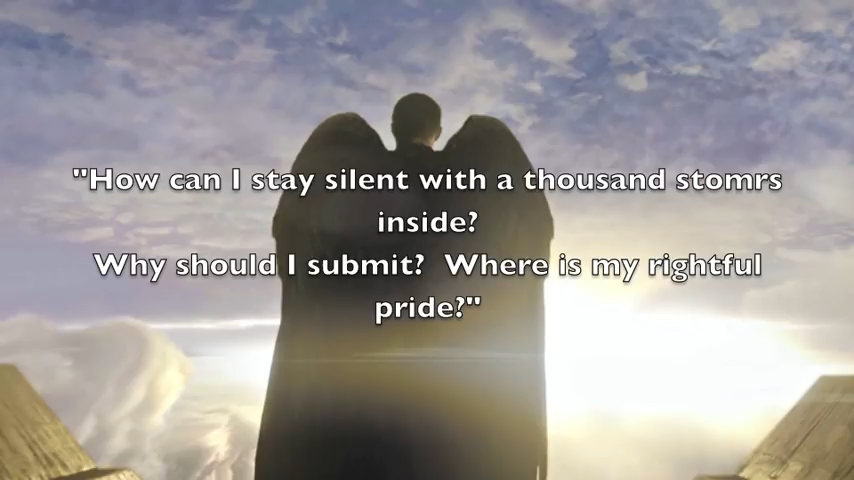 "How can I stay silent with a thousand stomrs
inside?
Why should I submit?  Where is my rightful
pride?"